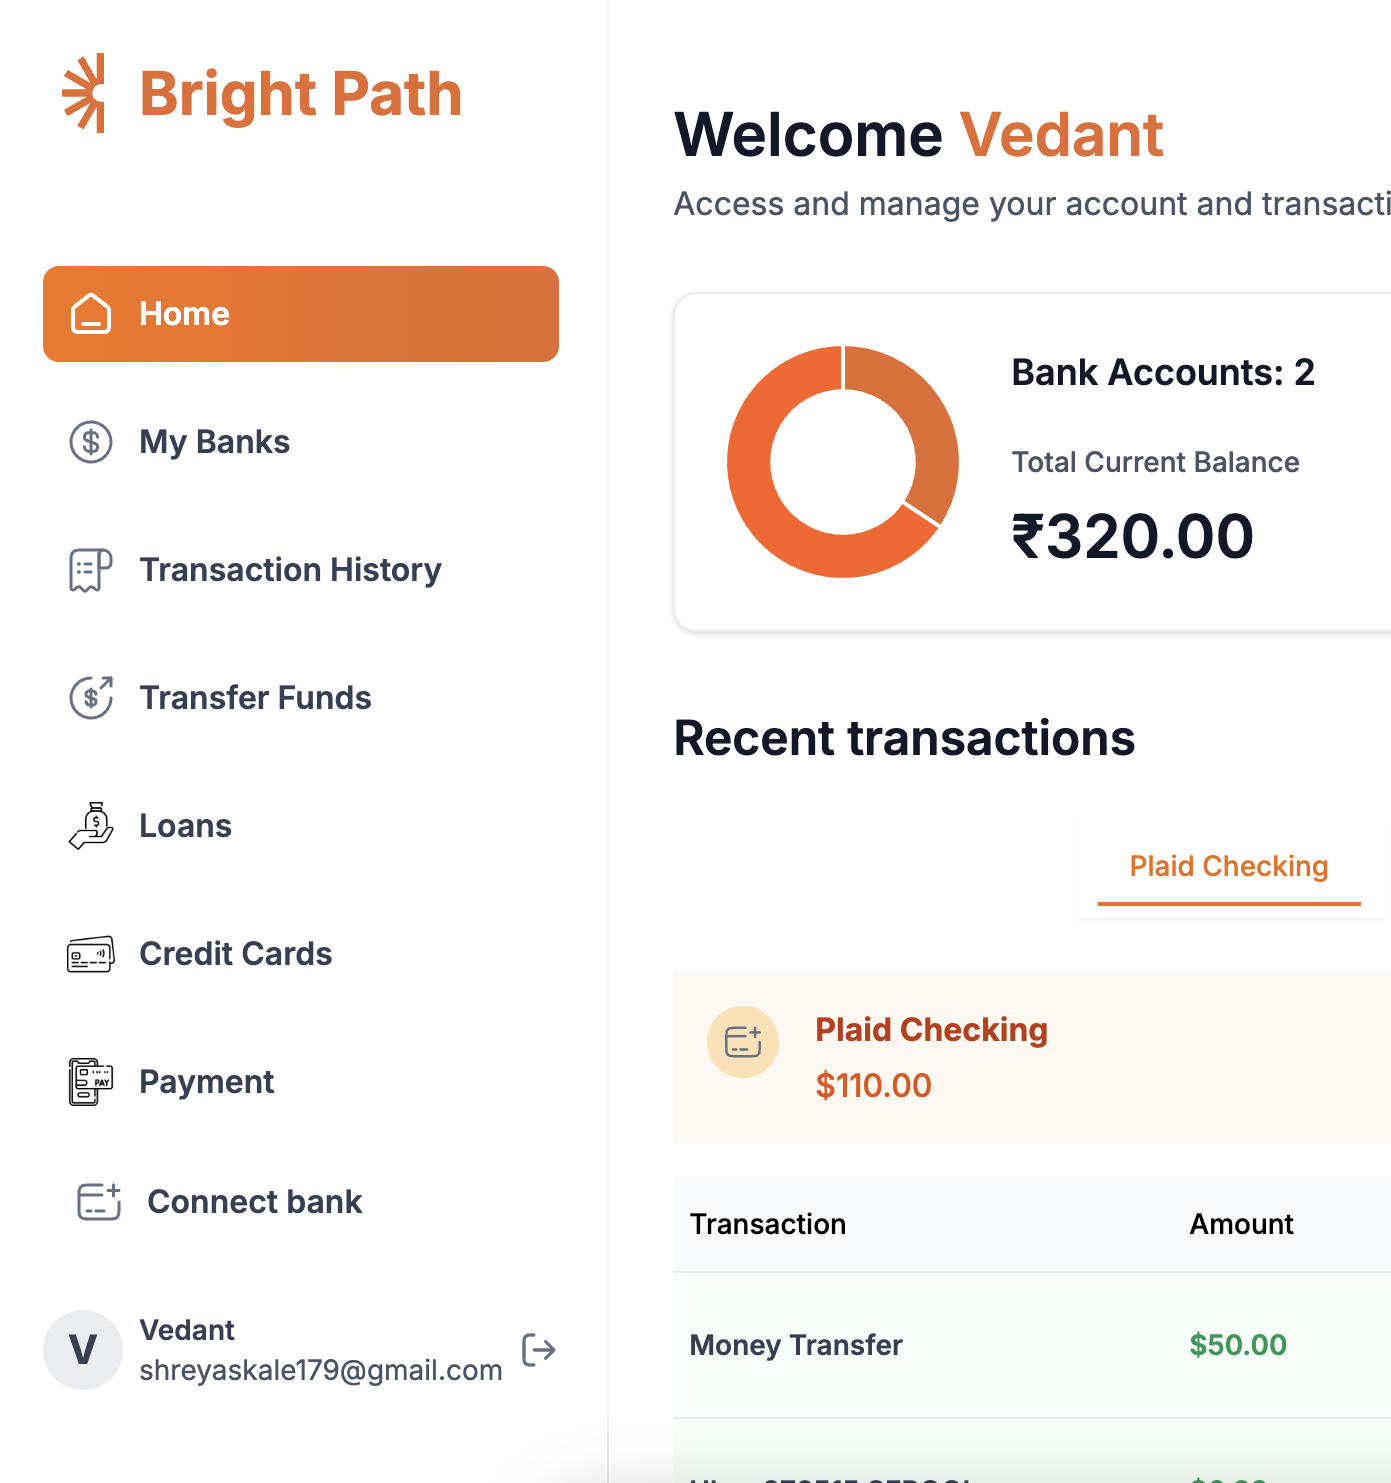 Bright Path
Home
My Banks
Transaction History
Transfer Funds
Loans
Credit Cards
PAY
Payment
Connect bank
V
Vedant
shreyaskale179@gmail.com
Welcome Vedant
Access and manage your account and transacti
Bank Accounts: 2
Total Current Balance
₹320.00
Recent transactions
Plaid Checking
Plaid Checking
$110.00
Transaction
Amount
Money Transfer
$50.00